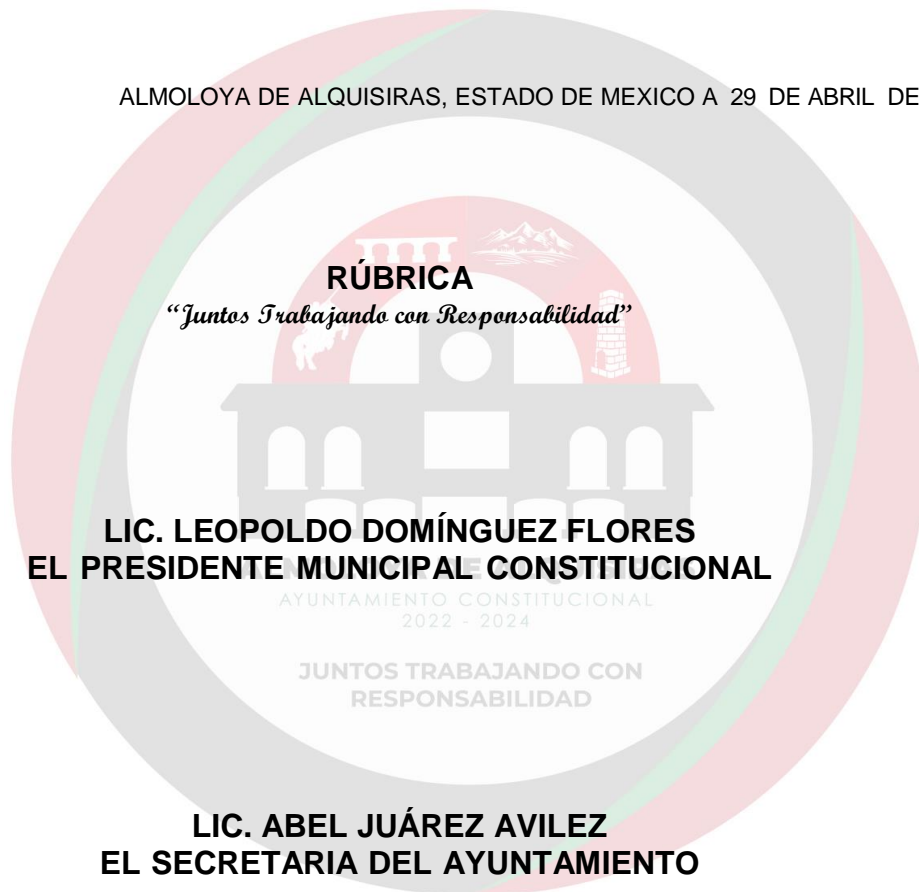 ALMOLOYA DE ALQUISIRAS, ESTADO DE MEXICO A 29 DE ABRIL DE
RÚBRICA
“Juntos Trabajando con Responsabilidad”
LIC. LEOPOLDO DOMÍNGUEZ FLORES
EL PRESIDENTE MUNICIPAL CONSTITUCIONAL
AYUNTAMIENTO CONSTITUCIONAL
2022 - 2024
JUNTOS TRABAJANDO CON
RESPONSABILIDAD
LIC. ABEL JUÁREZ AVILEZ
EL SECRETARIA DEL AYUNTAMIENTO